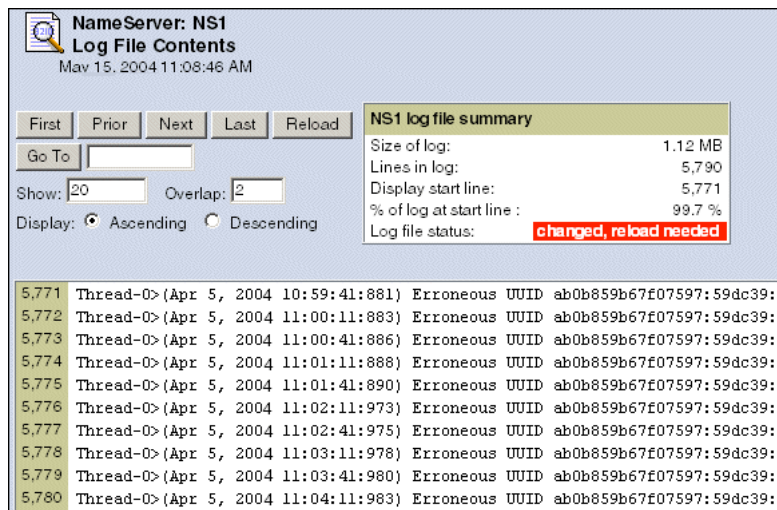 NameServer: NS1
Log File Contents
May 15, 2004 11:08:46 AM
First Prior Next Last Reload
Go To
Show: 20 Overlap: 2
Display: Ascending Descending
NS1 log file summary
Size of log: 1.12 MB
Lines in log: 5,790
Display start line: 5,771
% of log at start line : 99.7 %
Log file status: changed, reload needed
5,771 Thread-0>(Apr 5, 2004 10:59:41:881) Erroneous UUID ab0b859b67f07597:59dc39:
5,772 Thread-0>(Apr 5, 2004 11:00:11:883) Erroneous UUID ab0b859b67f07597:59dc39:
5,773 Thread-0>(Apr 5, 2004 11:00:41:886) Erroneous UUID ab0b859b67f07597:59dc39:
5,774 Thread-0>(Apr 5, 2004 11:01:11:888) Erroneous UUID ab0b859b67f07597:59dc39:
5,775 Thread-0>(Apr 5, 2004 11:01:41:890) Erroneous UUID ab0b859b67f07597:59dc39:
5,776 Thread-0>(Apr 5, 2004 11:02:11:973) Erroneous UUID ab0b859b67f07597:59dc39:
5,777 Thread-0>(Apr 5, 2004 11:02:41:975) Erroneous UUID ab0b859b67f07597:59dc39:
5,778 Thread-0>(Apr 5, 2004 11:03:11:978) Erroneous UUID ab0b859b67f07597:59dc39:
5,779 Thread-0>(Apr 5, 2004 11:03:41:980) Erroneous UUID ab0b859b67f07597:59dc39:
5,780 Thread-0>(Apr 5, 2004 11:04:11:983) Erroneous UUID ab0b859b67f07597:59dc39: